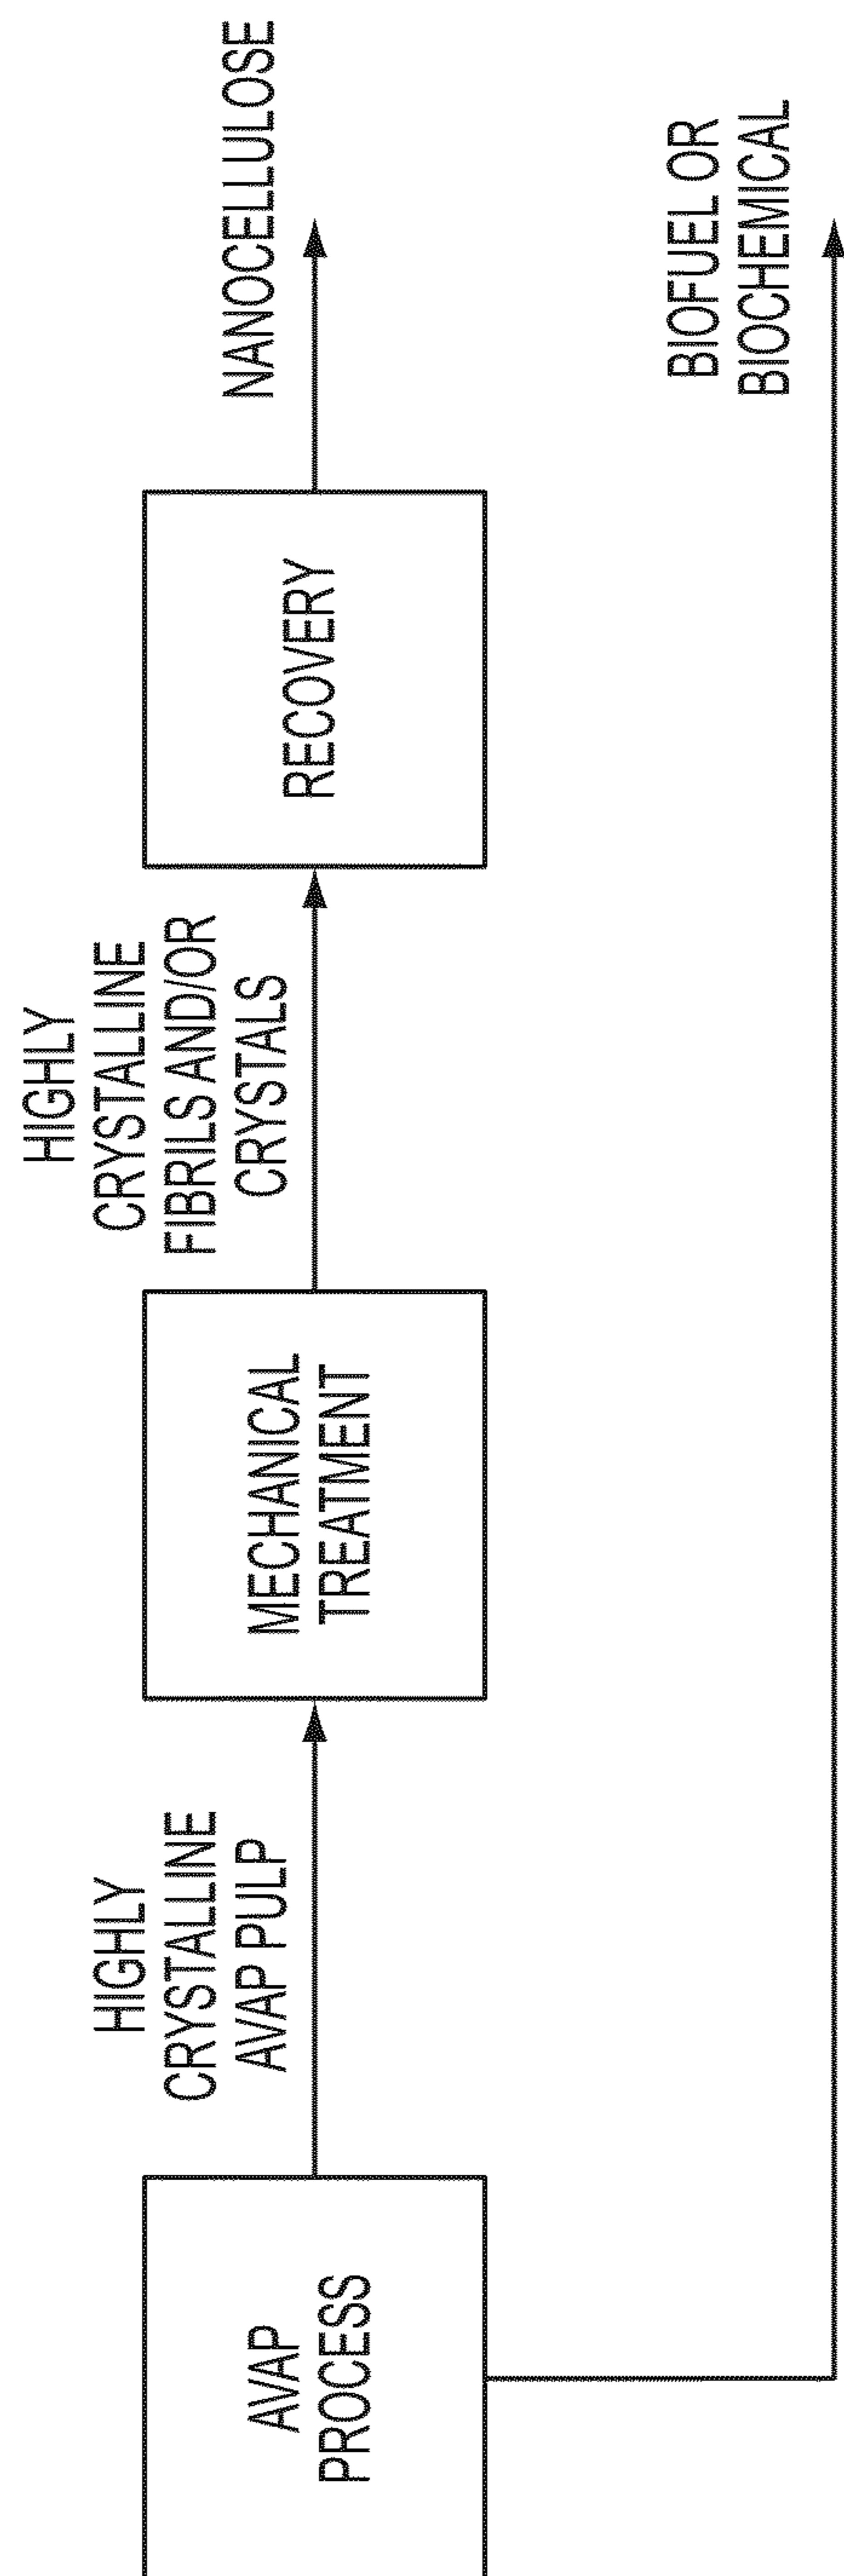 AVAP
PROCESS
HIGHLY
CRYSTALLINE
AVAP PULP
MECHANICAL
TREATMENT
HIGHLY
CRYSTALLINE
FIBRILS AND/OR
CRYSTALS
RECOVERY
NANOCELLULOSE
BIOFUEL OR
BIOCHEMICAL